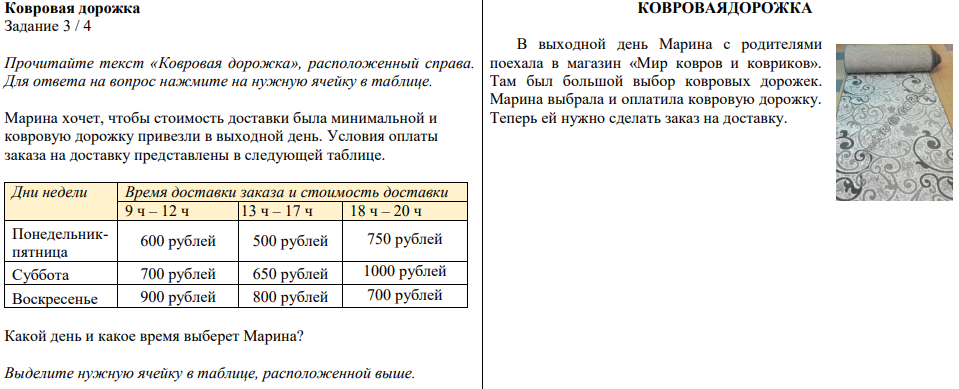 Ковровая дорожка
Задание 3 / 4
Прочитайте текст «Ковровая дорожка», расположенный справа.
Для ответа на вопрос нажмите на нужную ячейку в таблице.
Марина хочет, чтобы стоимость доставки была минимальной и
ковровую дорожку привезли в выходной день. Условия оплаты
заказа на доставку представлены в следующей таблице.
Дни недели Время доставки заказа и стоимость доставки
9 ч – 12 ч 13 ч – 17 ч 18 ч – 20 ч
Понедельник-
пятница 600 рублей 500 рублей 750 рублей
Суббота 700 рублей 650 рублей 1000 рублей
Воскресенье 900 рублей 800 рублей 700 рублей
Какой день и какое время выберет Марина?
Выделите нужную ячейку в таблице, расположенной выше.
КОВРОВАЯДОРОЖКА
В выходной день Марина с родителями
поехала в магазин «Мир ковров и ковриков».
Там был большой выбор ковровых дорожек.
Марина выбрала и оплатила ковровую дорожку.
Теперь ей нужно сделать заказ на доставку.